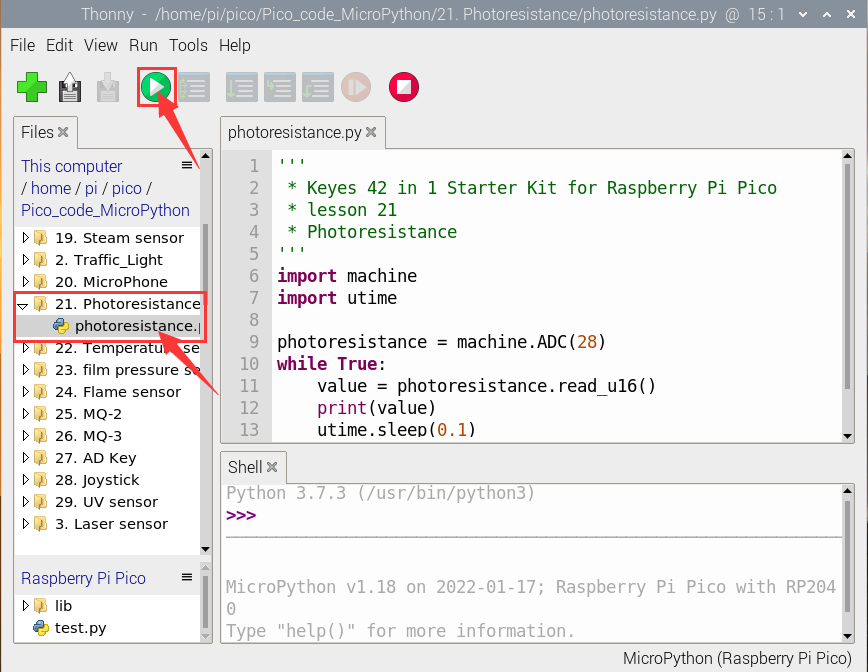 Thonny - /home/pi/pico/Pico_code_MicroPython/21. Photoresistance/photoresistance.py @ 15 : 1
File Edit View Run Tools Help
Files
This computer
/ home / pi / pico /
Pico_code_MicroPython
19. Steam sensor
2. Traffic_Light
20. MicroPhone
21. Photoresistance
photoresistance.p
22. Temperature se
23. film pressure se
24. Flame sensor
25. MQ-2
26. MQ-3
27. AD Key
28. Joystick
29. UV sensor
3. Laser sensor
Raspberry Pi Pico
lib
test.py
photoresistance.py
1 '''
2 * Keyes 42 in 1 Starter Kit for Raspberry Pi Pico
3 * lesson 21
4 * Photoresistance
5 '''
6 import machine
7 import utime
8
9 photoresistance = machine.ADC(28)
10 while True:
11 value = photoresistance.read_u16()
12 print(value)
13 utime.sleep(0.1)
Shell
Python 3.7.3 (/usr/bin/python3)
>>>
MicroPython v1.18 on 2022-01-17; Raspberry Pi Pico with RP204
0
Type "help()" for more information.
MicroPython (Raspberry Pi Pico)